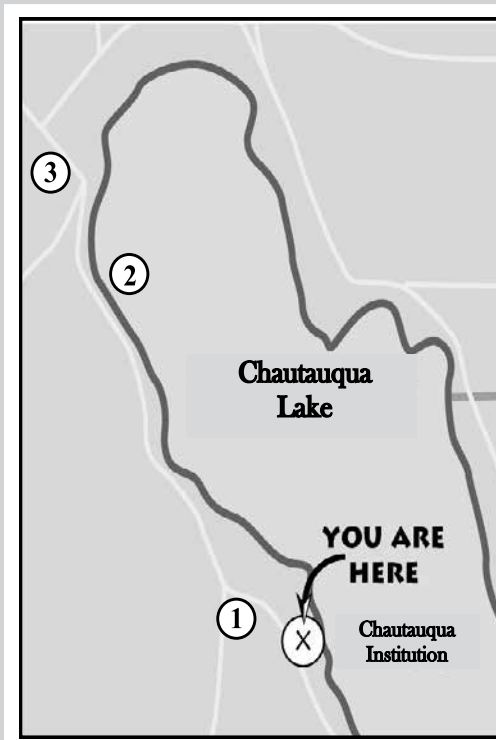 3
2
Chautauqua
Lake
YOU ARE
HERE
1
X
Chautauqua
Institution